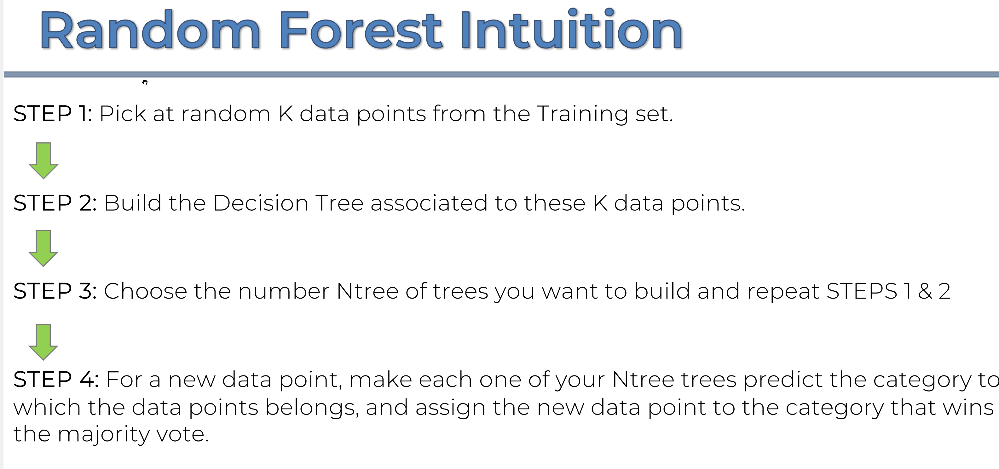 Random Forest Intuition
STEP 1: Pick at random K data points from the Training set.
STEP 2: Build the Decision Tree associated to these K data points.
STEP 3: Choose the number Ntree of trees you want to build and repeat STEPS 1 & 2
STEP 4: For a new data point, make each one of your Ntree trees predict the category to
which the data points belongs, and assign the new data point to the category that wins
the majority vote.